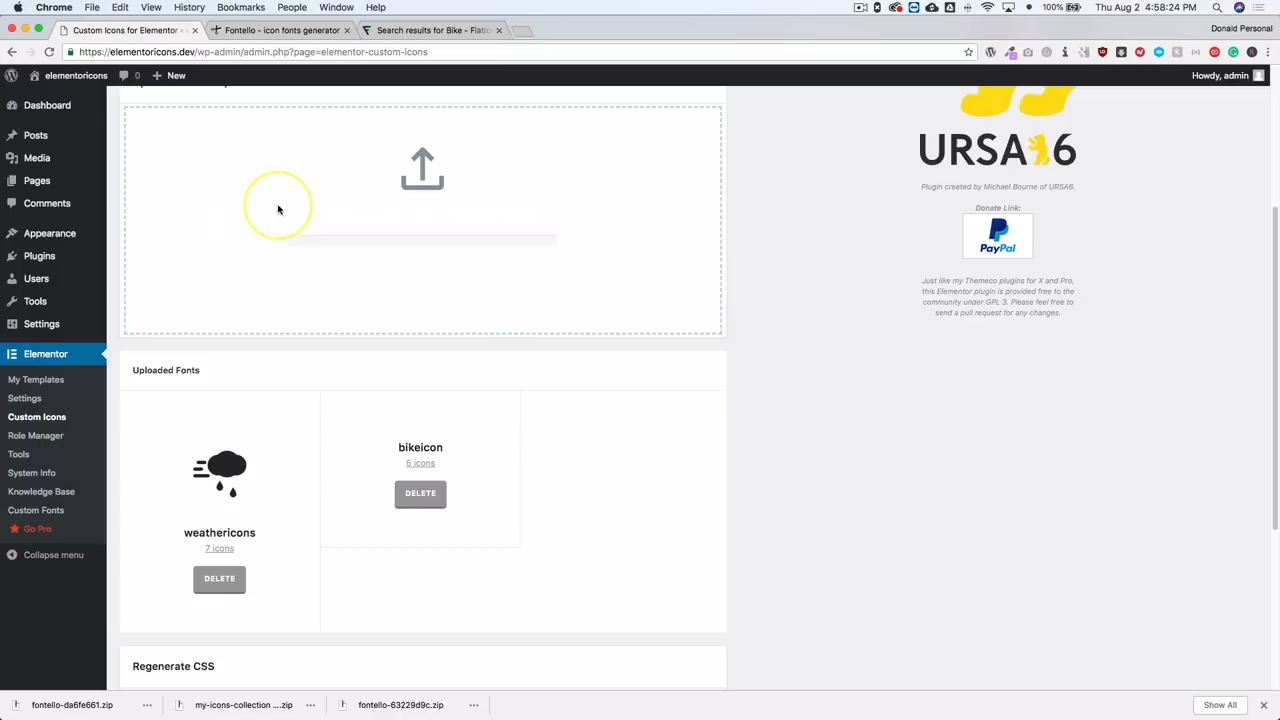 Chrome File Edit View History Bookmarks People Window Help
100% Thu Aug 2 4:58:24 PM
Custom Icons for Elementor ‹
Fontello - icon fonts generator
Search results for Bike - Flatic
Donald Personal
https://elementoricons.dev/wp-admin/admin.php?page=elementor-custom-icons
elementoricons 0 New
Howdy, admin
Dashboard
Posts
Media
Pages
Comments
Appearance
Plugins
Users
Tools
Settings
Elementor
My Templates
Settings
Custom Icons
Role Manager
Tools
System Info
Knowledge Base
Custom Fonts
Go Pro
Collapse menu
Uploaded Fonts
weathericons
7 icons
DELETE
bikeicon
5 icons
DELETE
Regenerate CSS
URSA6
Plugin created by Michael Bourne of URSA6.
Donate Link:
PayPal
Just like my Themeco plugins for X and Pro,
this Elementor plugin is provided free to the
community under GPL 3. Please feel free to
send a pull request for any changes.
fontello-da6fe661.zip
my-icons-collection ....zip
fontello-63229d9c.zip
Show All